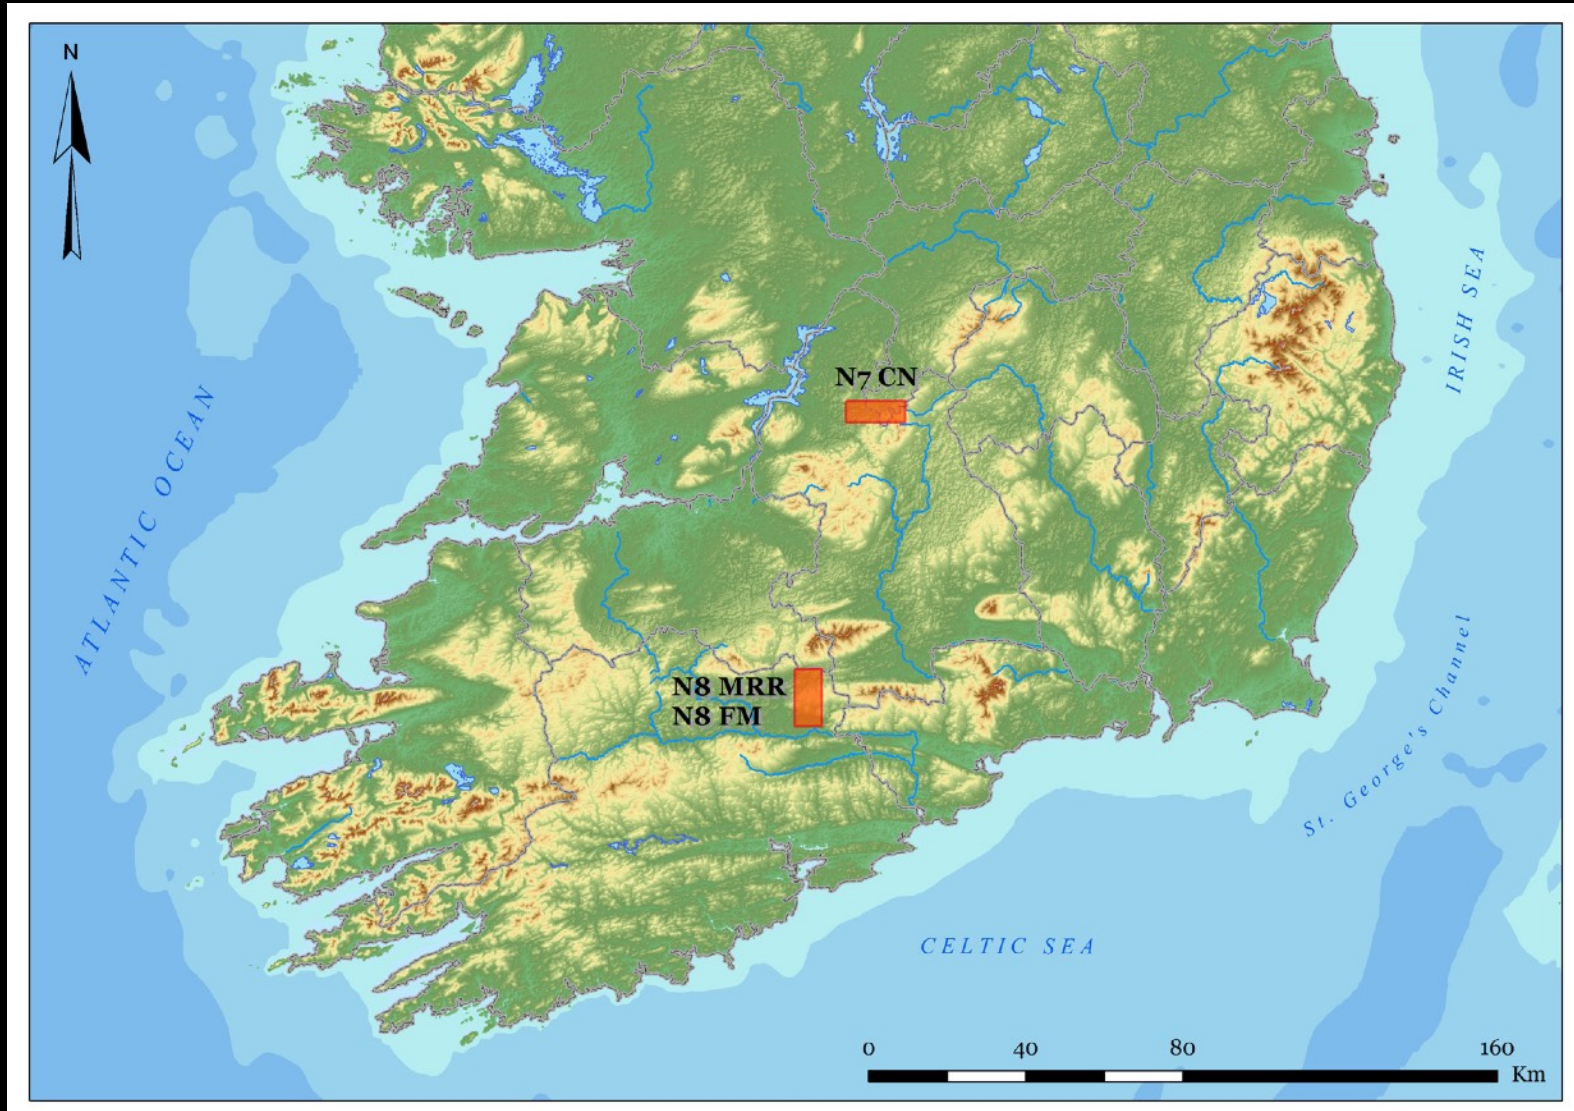 N
N7 CN
IRISH SEA
ATLANTIC OCEAN
N8 MRR
N8 FM
St. George's Channel
CELTIC SEA
0 40 80 160
Km